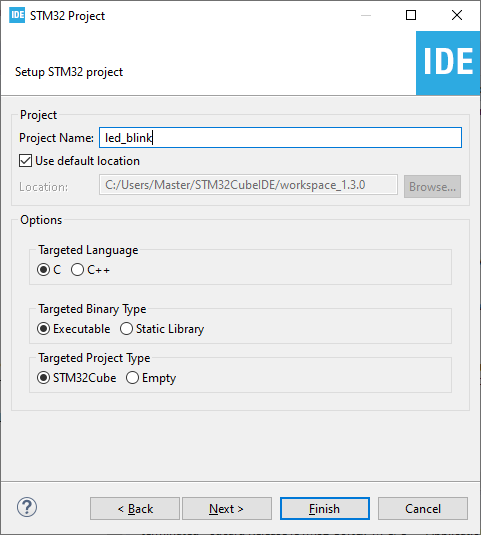 IDE STM32 Project
IDE
Setup STM32 project
Project
Project Name: led_blink
Use default location
Location: C:/Users/Master/STM32CubeIDE/workspace_1.3.0 Browse...
Options
Targeted Language
C C++
Targeted Binary Type
Executable Static Library
Targeted Project Type
STM32Cube Empty
? < Back Next > Finish Cancel